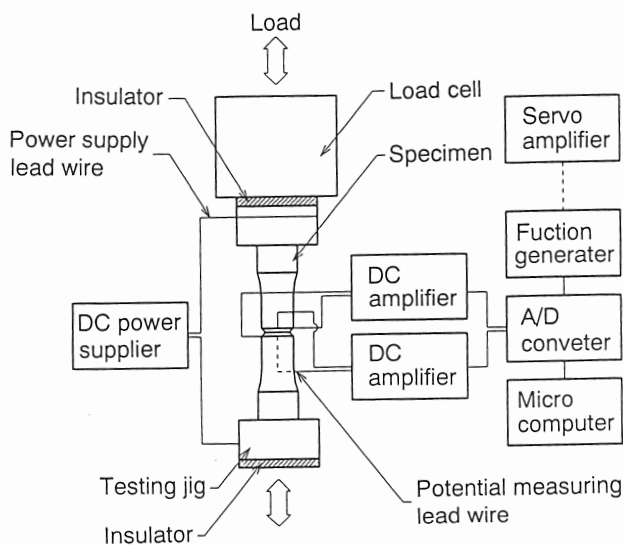 Load
Insulator
Load cell
Servo
amplifier
Power supply
lead wire
Specimen
Fuction
generater
DC
amplifier
DC power
supplier
A/D
conveter
DC
amplifier
Micro
computer
Testing jig
Potential measuring
lead wire
Insulator